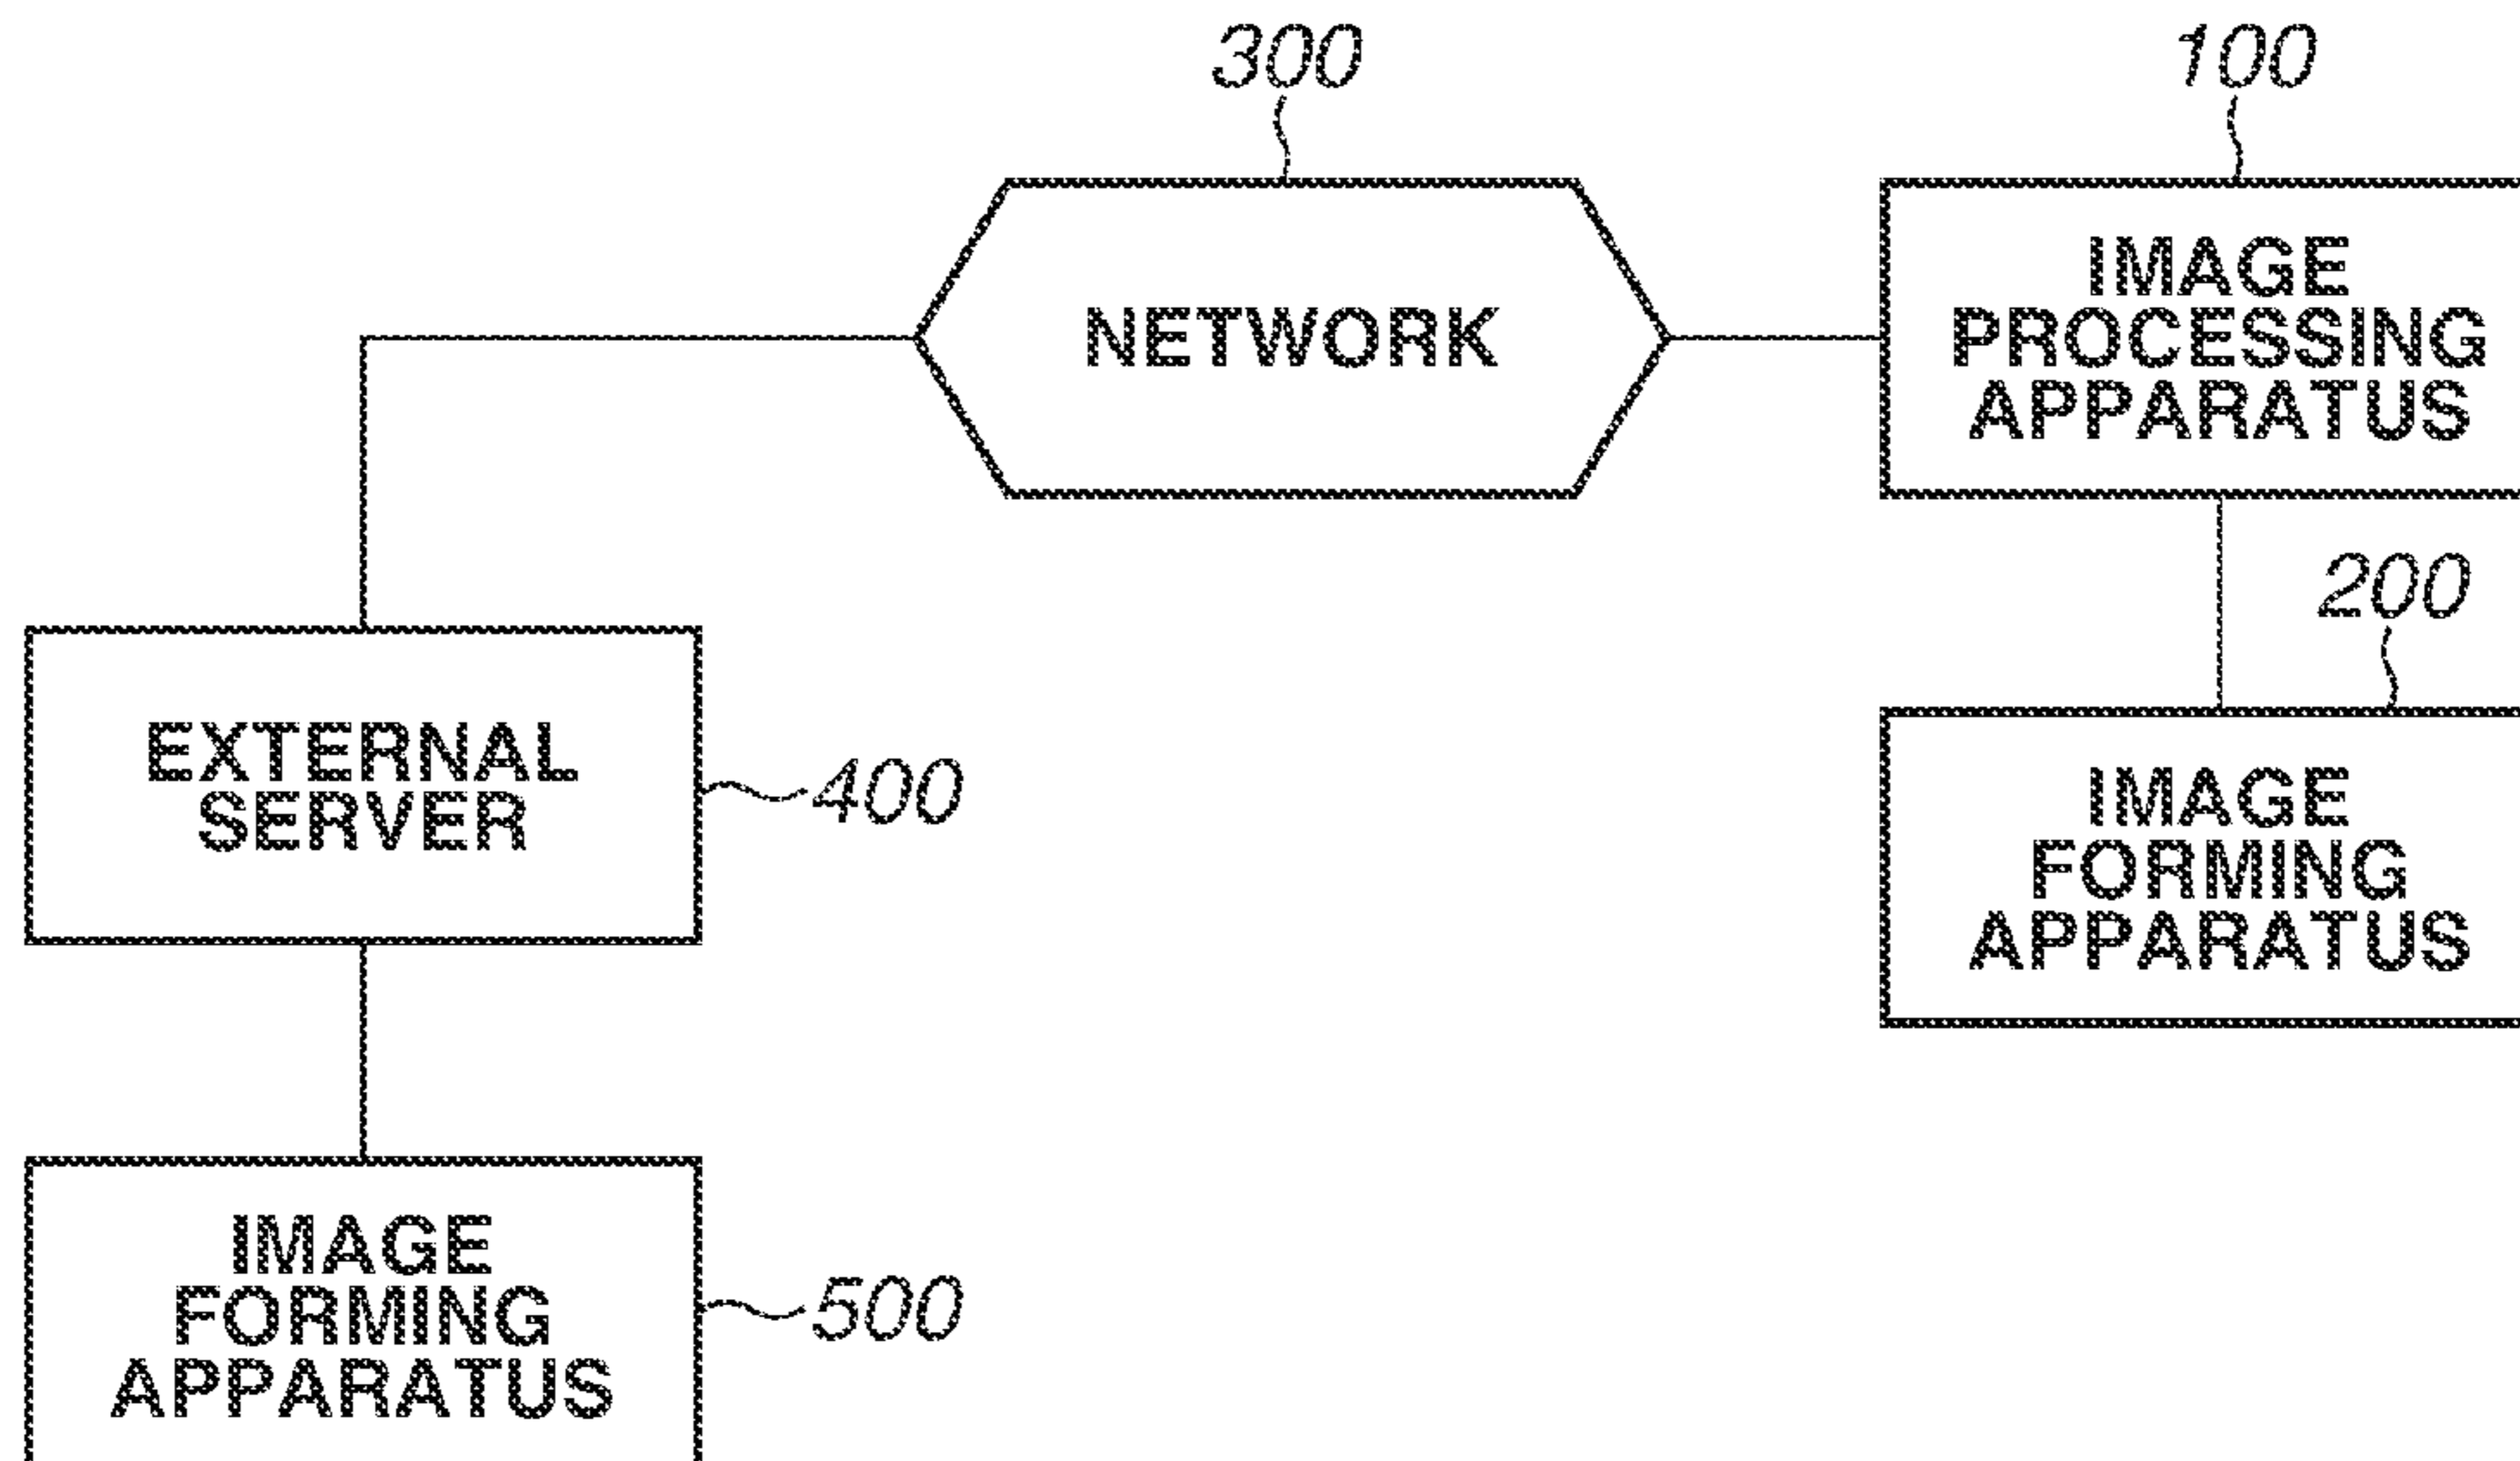 300
100
NETWORK
IMAGE
PROCESSING
APPARATUS
200
EXTERNAL
SERVER
400
IMAGE
FORMING
APPARATUS
IMAGE
FORMING
APPARATUS
500